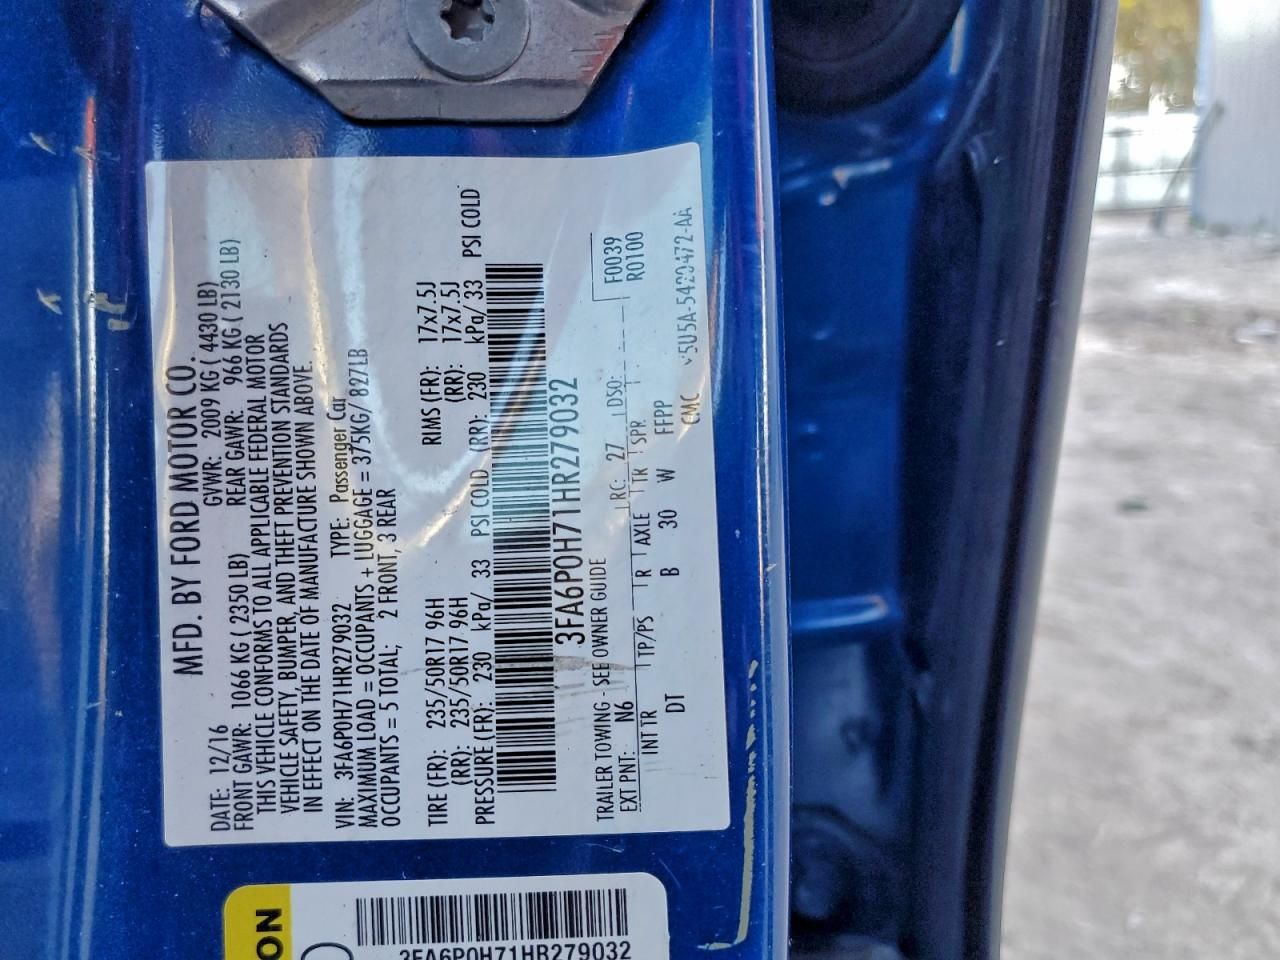 MFD. BY FORD MOTOR CO.
DATE: 12/16 GVWR: 2009 KG ( 4430 LB)
FRONT GAWR: 1066 KG ( 2350 LB) REAR GAWR: 966 KG ( 2130 LB)
THIS VEHICLE CONFORMS TO ALL APPLICABLE FEDERAL MOTOR
VEHICLE SAFETY, BUMPER, AND THEFT PREVENTION STANDARDS
IN EFFECT ON THE DATE OF MANUFACTURE SHOWN ABOVE.
VIN: 3FA6P0H71HR279032 TYPE: Passenger Car
MAXIMUM LOAD = OCCUPANTS + LUGGAGE = 375KG/ 827LB
OCCUPANTS = 5 TOTAL; 2 FRONT, 3 REAR
TIRE (FR): 235/50R17 96H RIMS (FR): 17x7.5J
(RR): 235/50R17 96H (RR): 17x7.5J
PRESSURE (FR): 230 kPa/ 33 PSI COLD (RR): 230 kPa/ 33 PSI COLD
3FA6P0H71HR279032
TRAILER TOWING - SEE OWNER GUIDE
EXT PNT: N6 RC: 27 DSO: F0039
INT TR TP/PS R AXLE TR SPR R0100
DT B 30 W FFPP
CMC 5U5A-5420472-AA
ON
3FA6P0H71HR279032